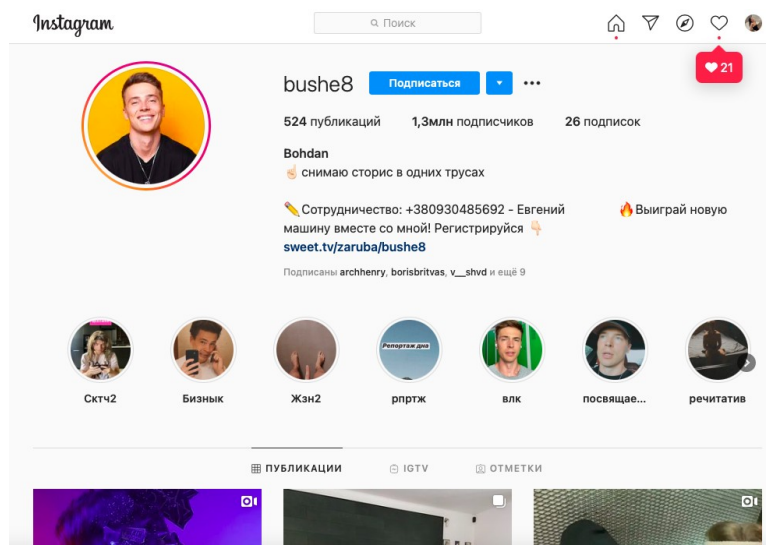 Instagram
Поиск
21
bushe8 Подписаться
524 публикаций 1,3млн подписчиков 26 подписок
Bohdan
☝🏻 снимаю сторис в одних трусах
✏️ Сотрудничество: +380930485692 - Евгений 🔥Выиграй новую
машину вместе со мной! Регистрируйся 👇🏻
sweet.tv/zaruba/bushe8
Подписаны archhenry, borisbritvas, v__shvd и ещё 9
Репортаж дна
Сктч2 Бизнык Жзн2 рпртж влк посвящае... речитатив
ПУБЛИКАЦИИ IGTV ОТМЕТКИ